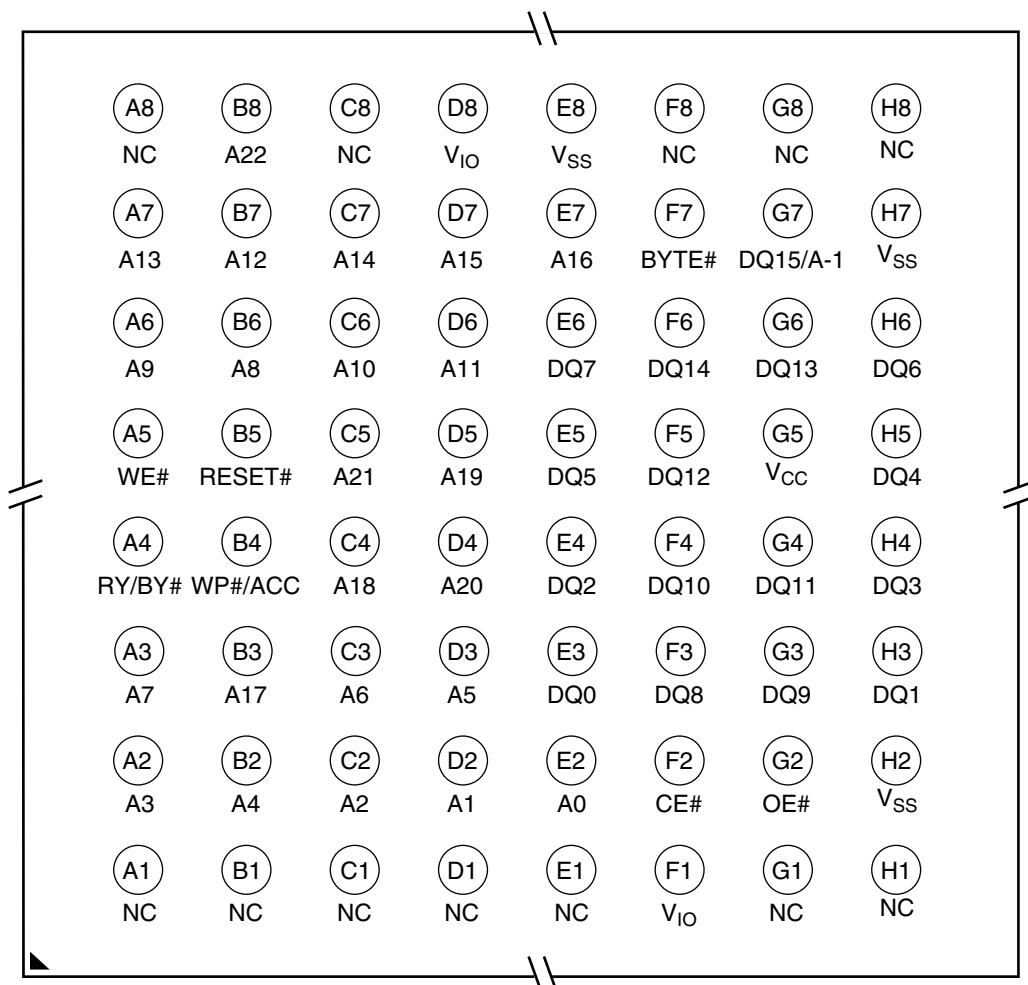 A8 B8 C8 D8 E8 F8 G8 H8
NC A22 NC VIO VSS NC NC NC
A7 B7 C7 D7 E7 F7 G7 H7
A13 A12 A14 A15 A16 BYTE# DQ15/A-1 VSS
A6 B6 C6 D6 E6 F6 G6 H6
A9 A8 A10 A11 DQ7 DQ14 DQ13 DQ6
A5 B5 C5 D5 E5 F5 G5 H5
WE# RESET# A21 A19 DQ5 DQ12 VCC DQ4
A4 B4 C4 D4 E4 F4 G4 H4
RY/BY# WP#/ACC A18 A20 DQ2 DQ10 DQ11 DQ3
A3 B3 C3 D3 E3 F3 G3 H3
A7 A17 A6 A5 DQ0 DQ8 DQ9 DQ1
A2 B2 C2 D2 E2 F2 G2 H2
A3 A4 A2 A1 A0 CE# OE# VSS
A1 B1 C1 D1 E1 F1 G1 H1
NC NC NC NC NC VIO NC NC